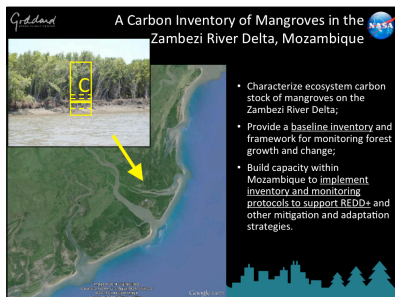 Goddard
A Carbon Inventory of Mangroves in the
Zambezi River Delta, Mozambique
NASA
C
• Characterize ecosystem carbon
stock of mangroves on the
Zambezi River Delta;
• Provide a baseline inventory and
framework for monitoring forest
growth and change;
• Build capacity within
Mozambique to implement
inventory and monitoring
protocols to support REDD+ and
other mitigation and adaptation
strategies.
Google earth